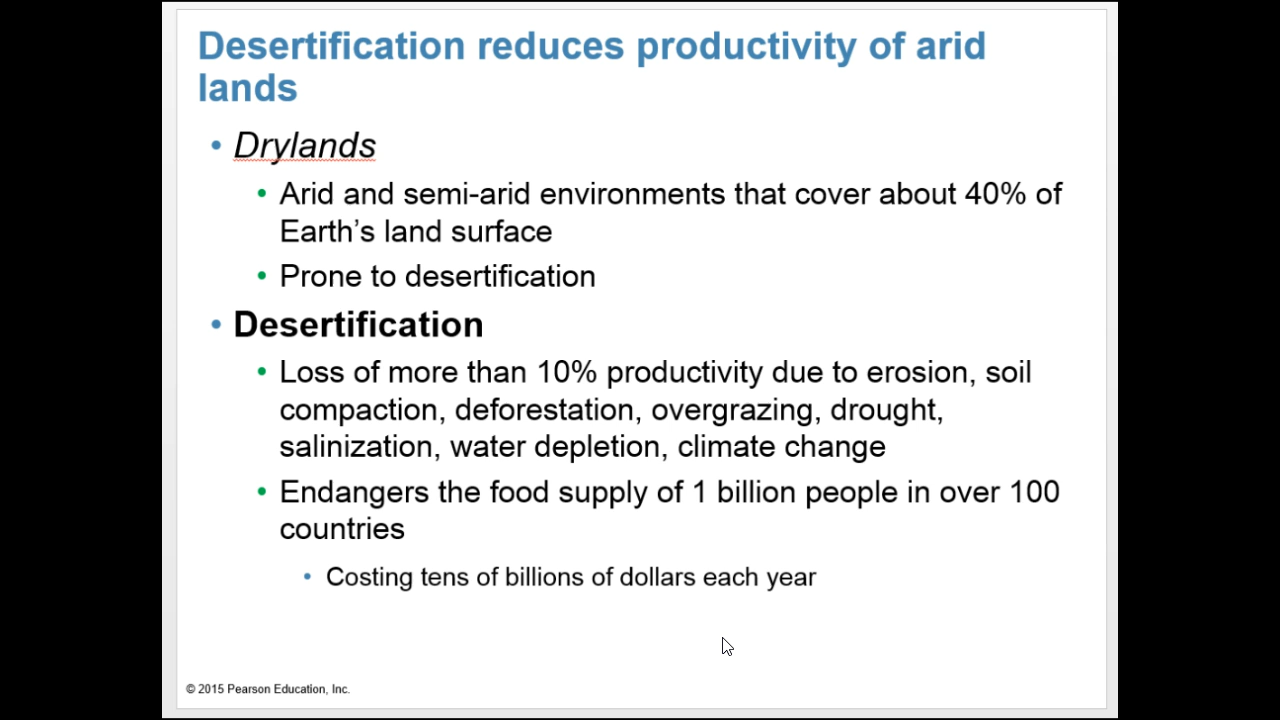 Desertification reduces productivity of arid
lands
• Drylands
• Arid and semi-arid environments that cover about 40% of
Earth’s land surface
• Prone to desertification
• Desertification
• Loss of more than 10% productivity due to erosion, soil
compaction, deforestation, overgrazing, drought,
salinization, water depletion, climate change
• Endangers the food supply of 1 billion people in over 100
countries
• Costing tens of billions of dollars each year
© 2015 Pearson Education, Inc.